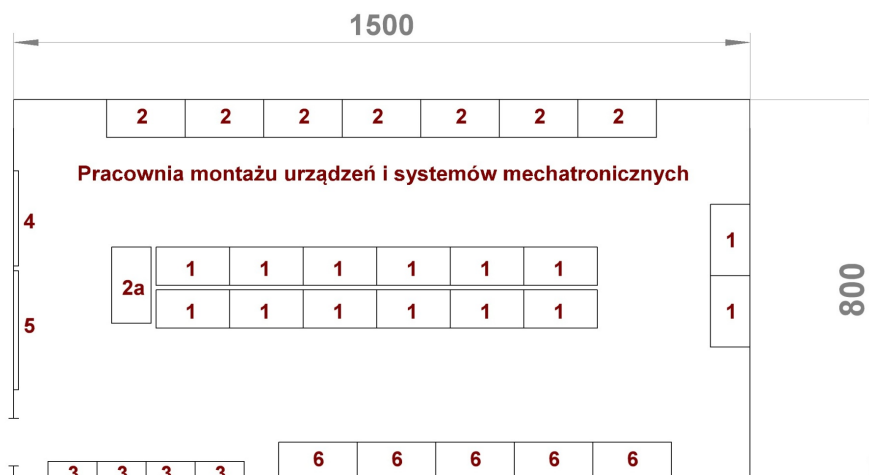 1500
2 2 2 2 2 2 2
Pracownia montażu urządzeń i systemów mechatronicznych
4
1
1 1 1 1 1 1
2a
800
1 1 1 1 1 1
1
5
6 6 6 6 6
3 3 3 3